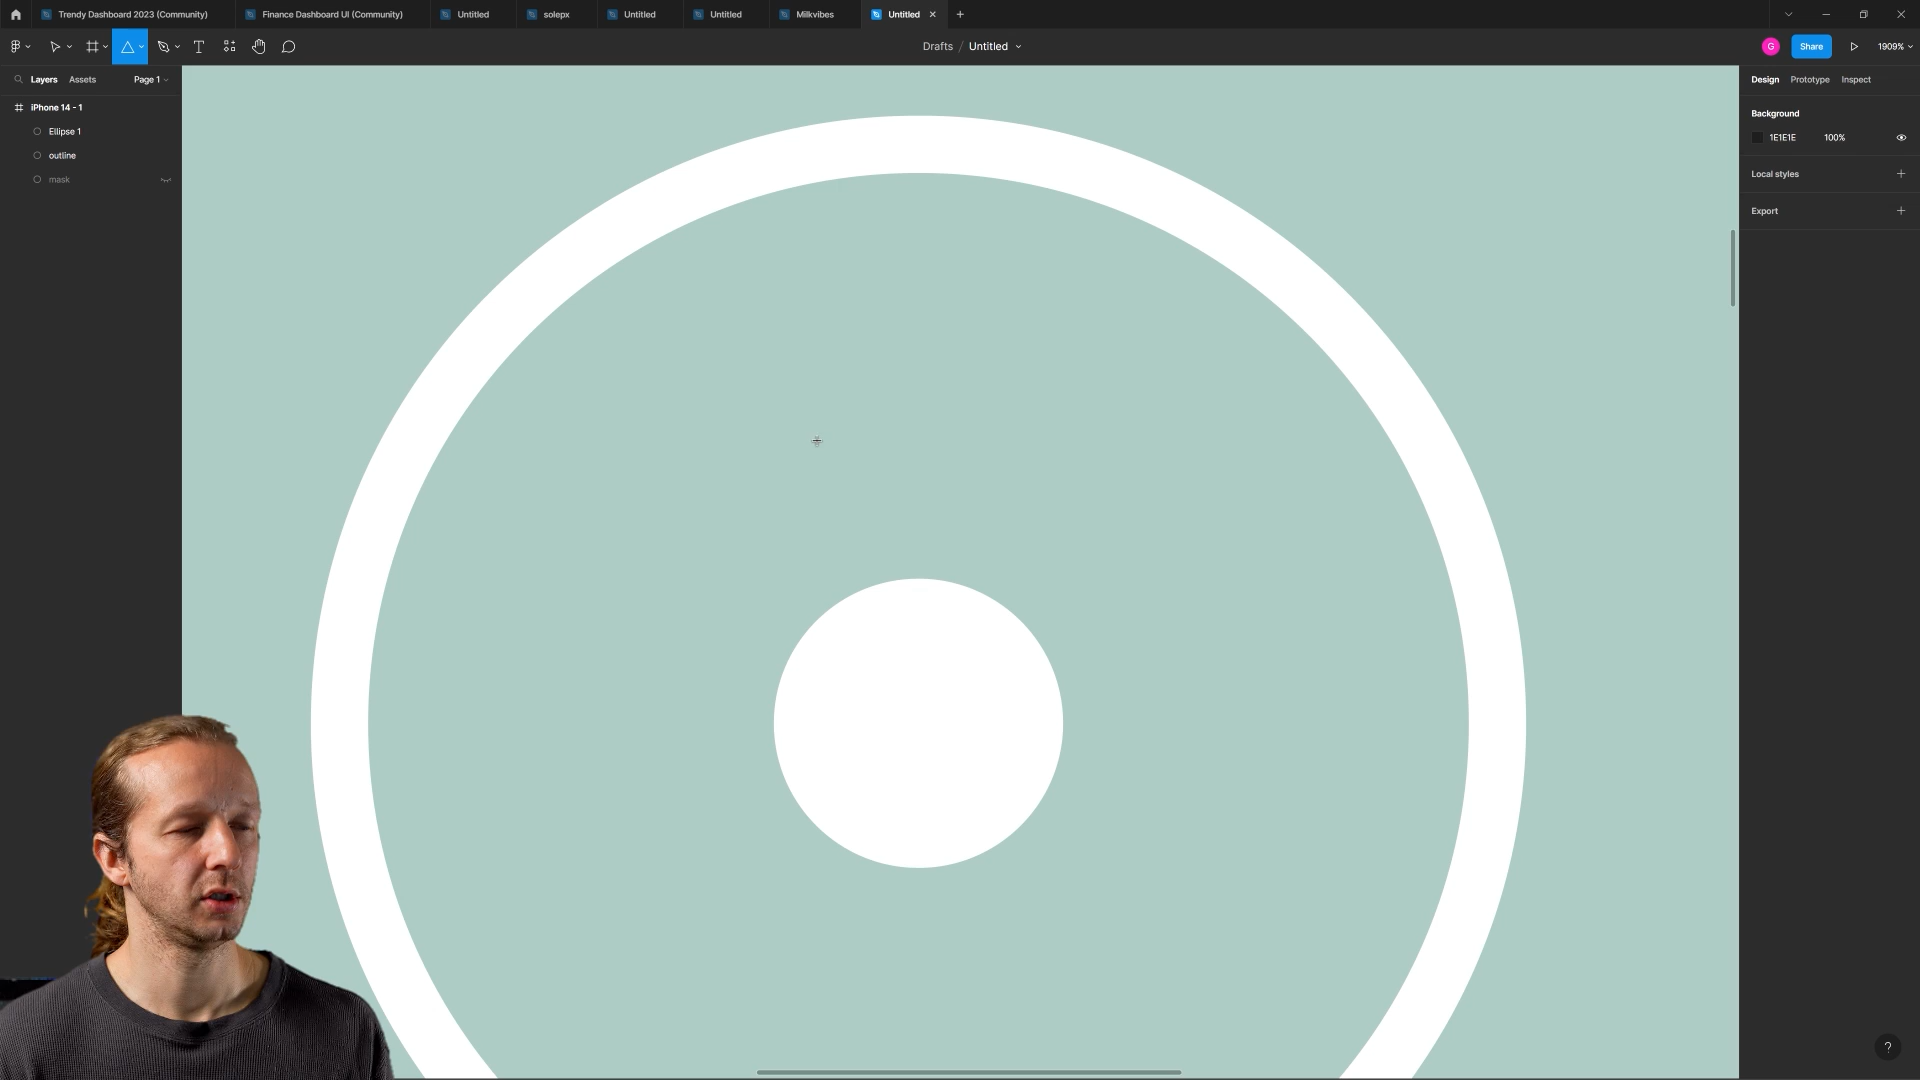 Trendy Dashboard 2023 (Community)
Finance Dashboard UI (Community)
Untitled
solepx
Untitled
Untitled
Milkvibes
Untitled
Drafts / Untitled
G
Share
1909%
Layers
Assets
Page 1
Design
Prototype
Inspect
iPhone 14 - 1
Ellipse 1
outline
mask
Background
1E1E1E
100%
Local styles
Export
?